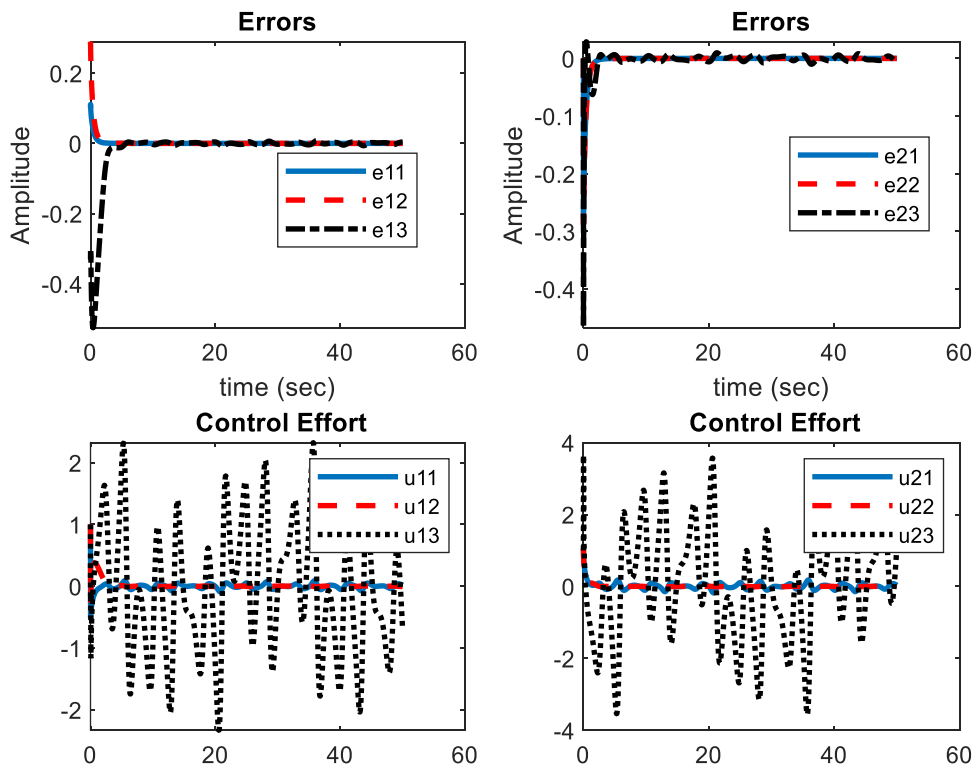 Errors
0.2
0
-0.2
-0.4
Amplitude
e11
e12
e13
0
20
40
60
time (sec)
Errors
0
-0.1
-0.2
-0.3
-0.4
Amplitude
e21
e22
e23
0
20
40
60
time (sec)
Control Effort
2
1
0
-1
-2
u11
u12
u13
0
20
40
60
Control Effort
4
2
0
-2
-4
u21
u22
u23
0
20
40
60